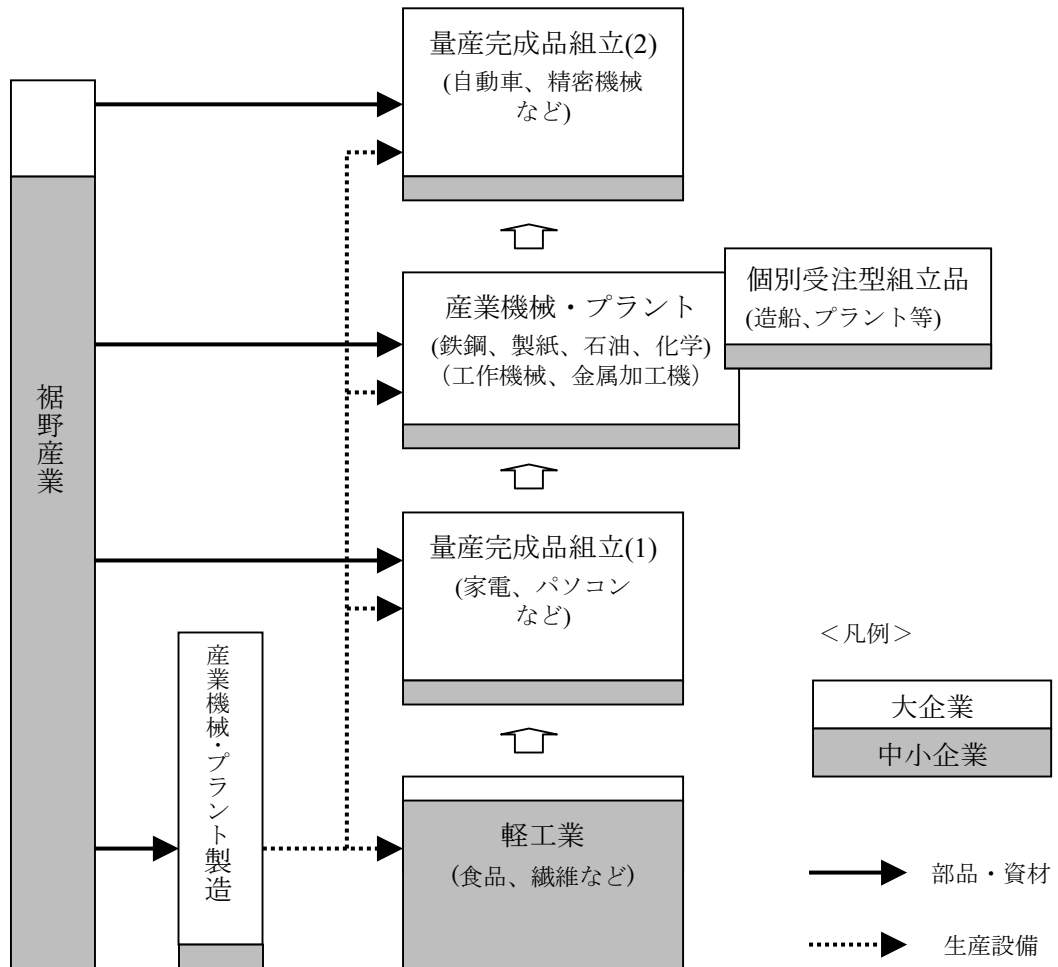 量産完成品組立(2)
(自動車、精密機械
など)
産業機械・プラント
(鉄鋼、製紙、石油、化学)
(工作機械、金属加工機)
個別受注型組立品
(造船、プラント等)
裾野産業
量産完成品組立(1)
(家電、パソコン
など)
産業機械・プラント製造
軽工業
(食品、繊維など)
＜凡例＞
大企業
中小企業
部品・資材
生産設備